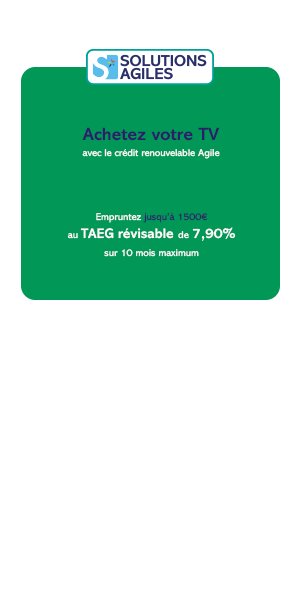 SOLUTIONS
AGILES
Achetez votre TV
avec le crédit renouvelable Agile
Empruntez jusqu'à 1500€
au TAEG révisable de 7,90%
sur 10 mois maximum